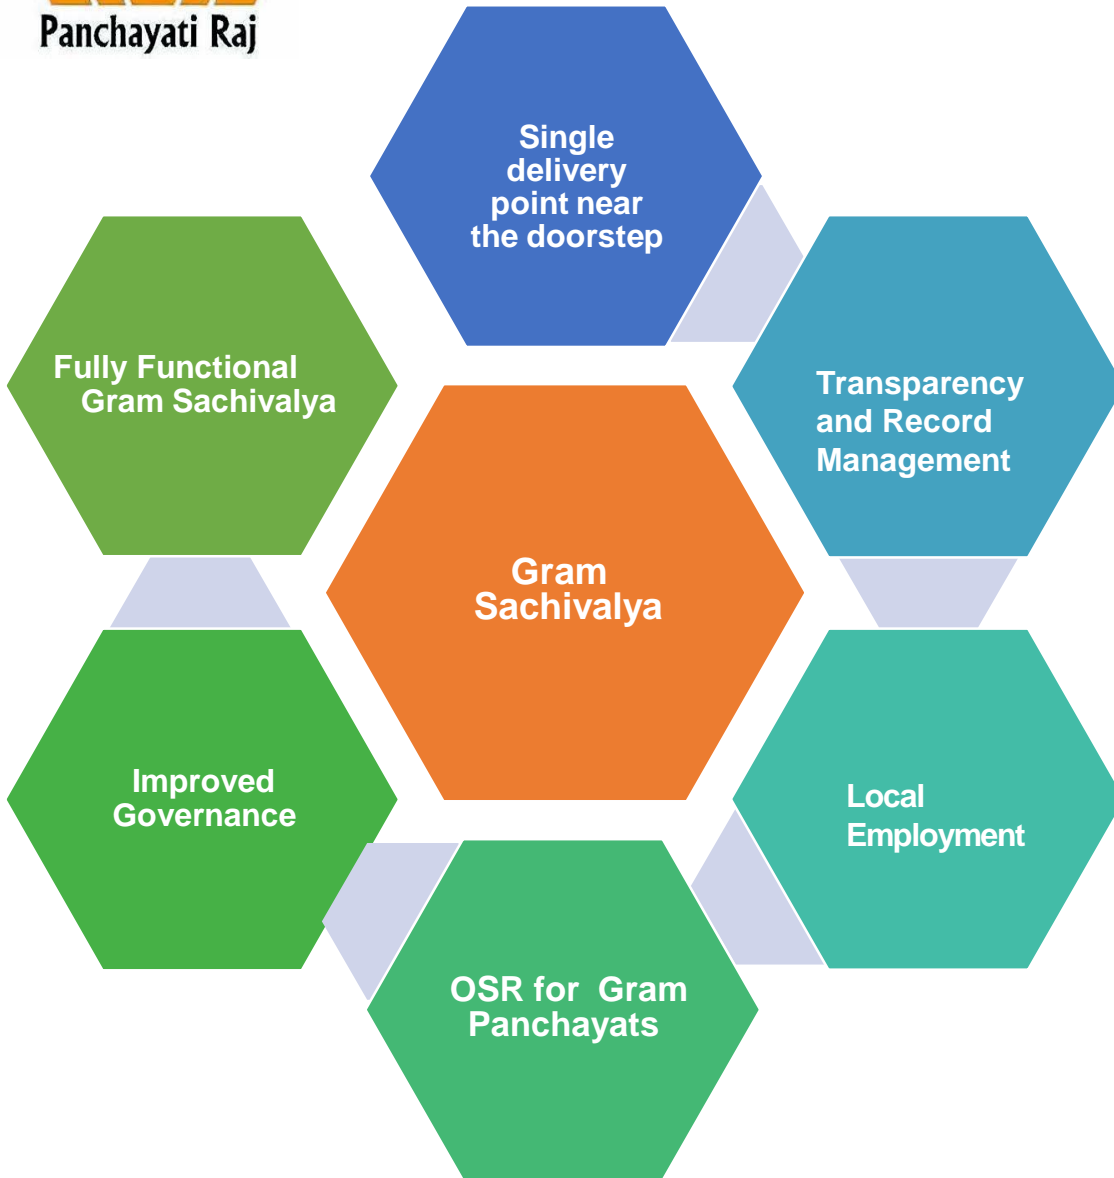 Panchayati Raj
Single
delivery
point near
the doorstep
Transparency
and Record
Management
Local
Employment
OSR for Gram
Panchayats
Improved
Governance
Fully Functional
Gram Sachivalya
Gram
Sachivalya